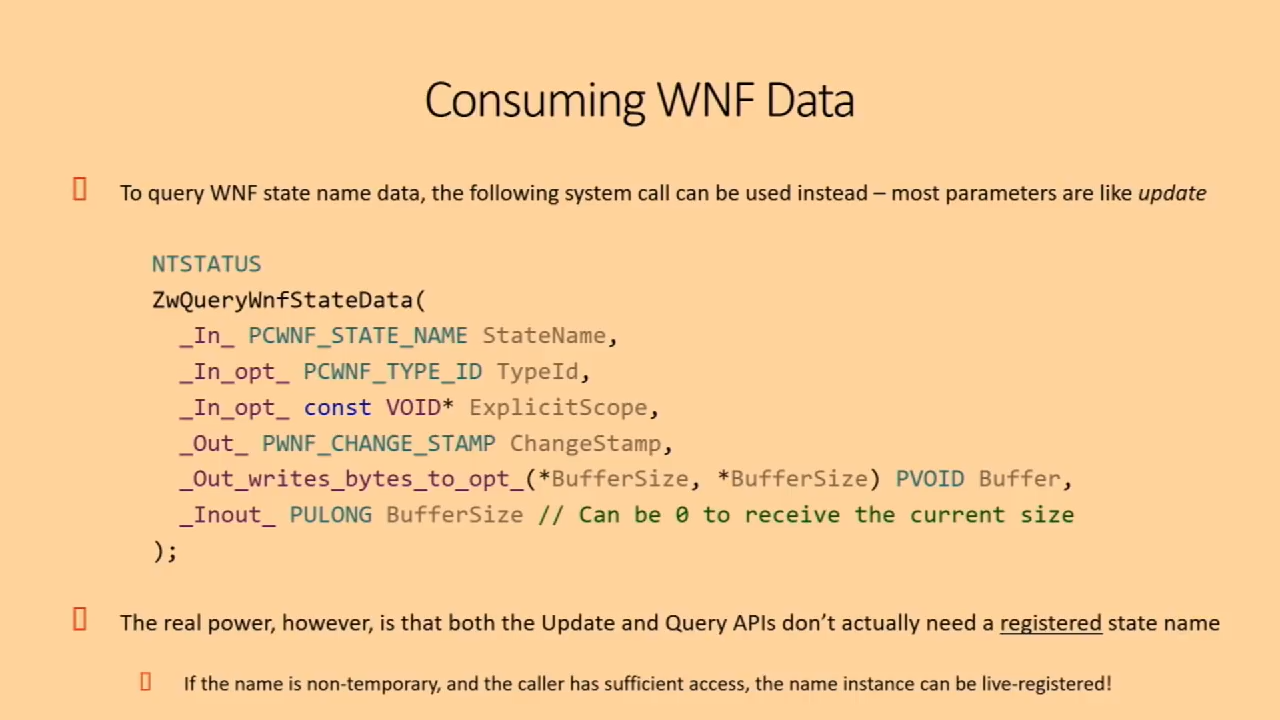 Consuming WNF Data
To query WNF state name data, the following system call can be used instead – most parameters are like update
NTSTATUS
ZwQueryWnfStateData(
_In_ PCWNF_STATE_NAME StateName,
_In_opt_ PCWNF_TYPE_ID TypeId,
_In_opt_ const VOID* ExplicitScope,
_Out_ PWNF_CHANGE_STAMP ChangeStamp,
_Out_writes_bytes_to_opt_(*BufferSize, *BufferSize) PVOID Buffer,
_Inout_ PULONG BufferSize // Can be 0 to receive the current size
);
The real power, however, is that both the Update and Query APIs don’t actually need a registered state name
If the name is non-temporary, and the caller has sufficient access, the name instance can be live-registered!